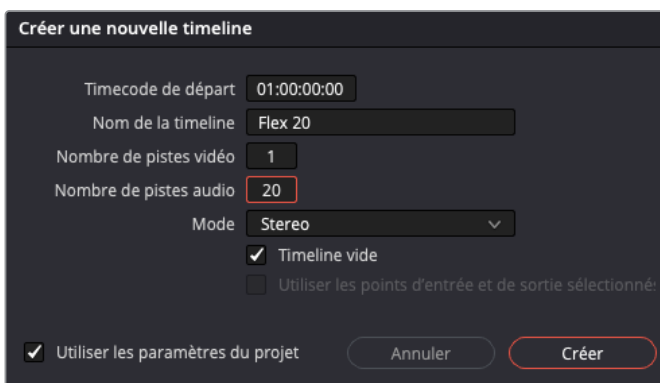 Créer une nouvelle timeline
Timecode de départ 01:00:00:00
Nom de la timeline Flex 20
Nombre de pistes vidéo 1
Nombre de pistes audio 20
Mode Stereo
Timeline vide
Utiliser les points d'entrée et de sortie sélectionnés
Utiliser les paramètres du projet Annuler Créer